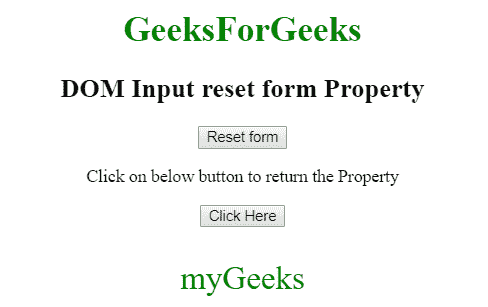 GeeksForGeeks
DOM Input reset form Property
Reset form
Click on below button to return the Property
Click Here
myGeeks